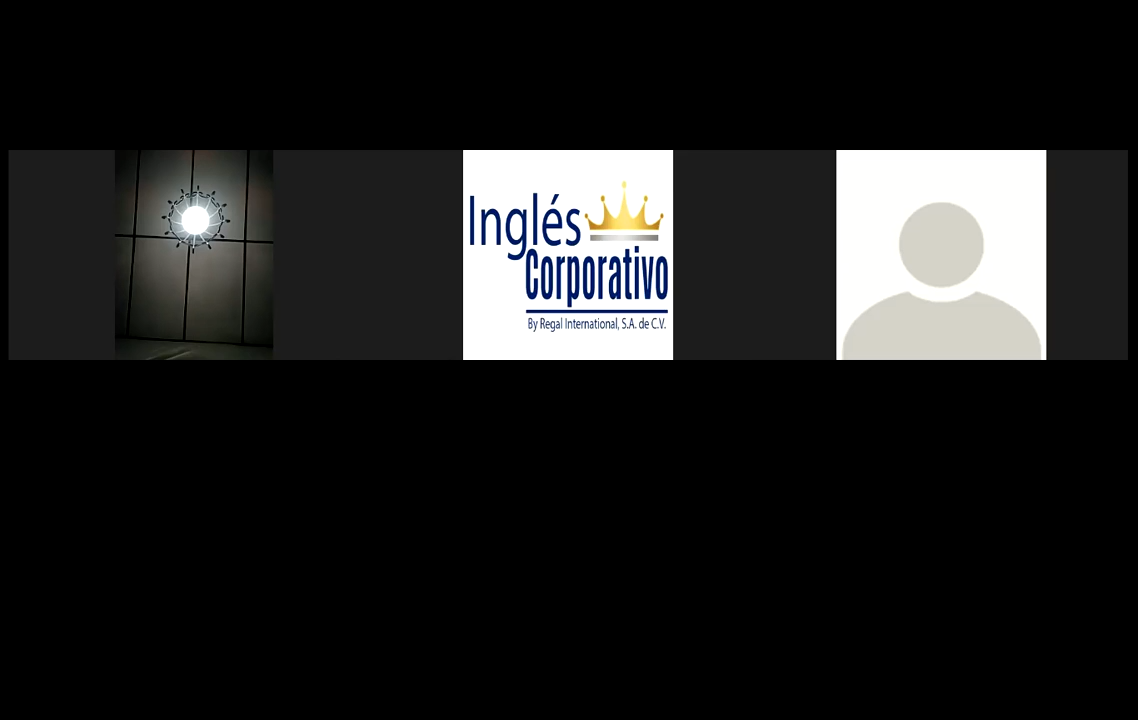 Inglés
Corporativo
By Regal International, S.A. de C.V.